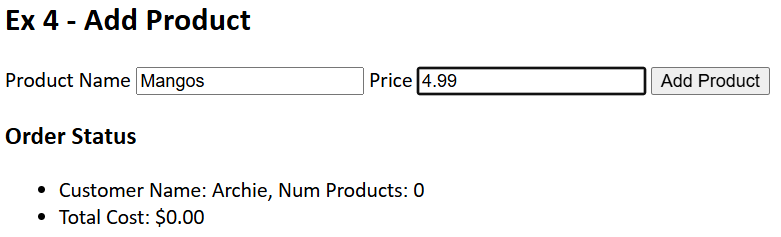 Ex 4 - Add Product
Product Name Mangos Price 4.99 Add Product
Order Status
• Customer Name: Archie, Num Products: 0
• Total Cost: $0.00